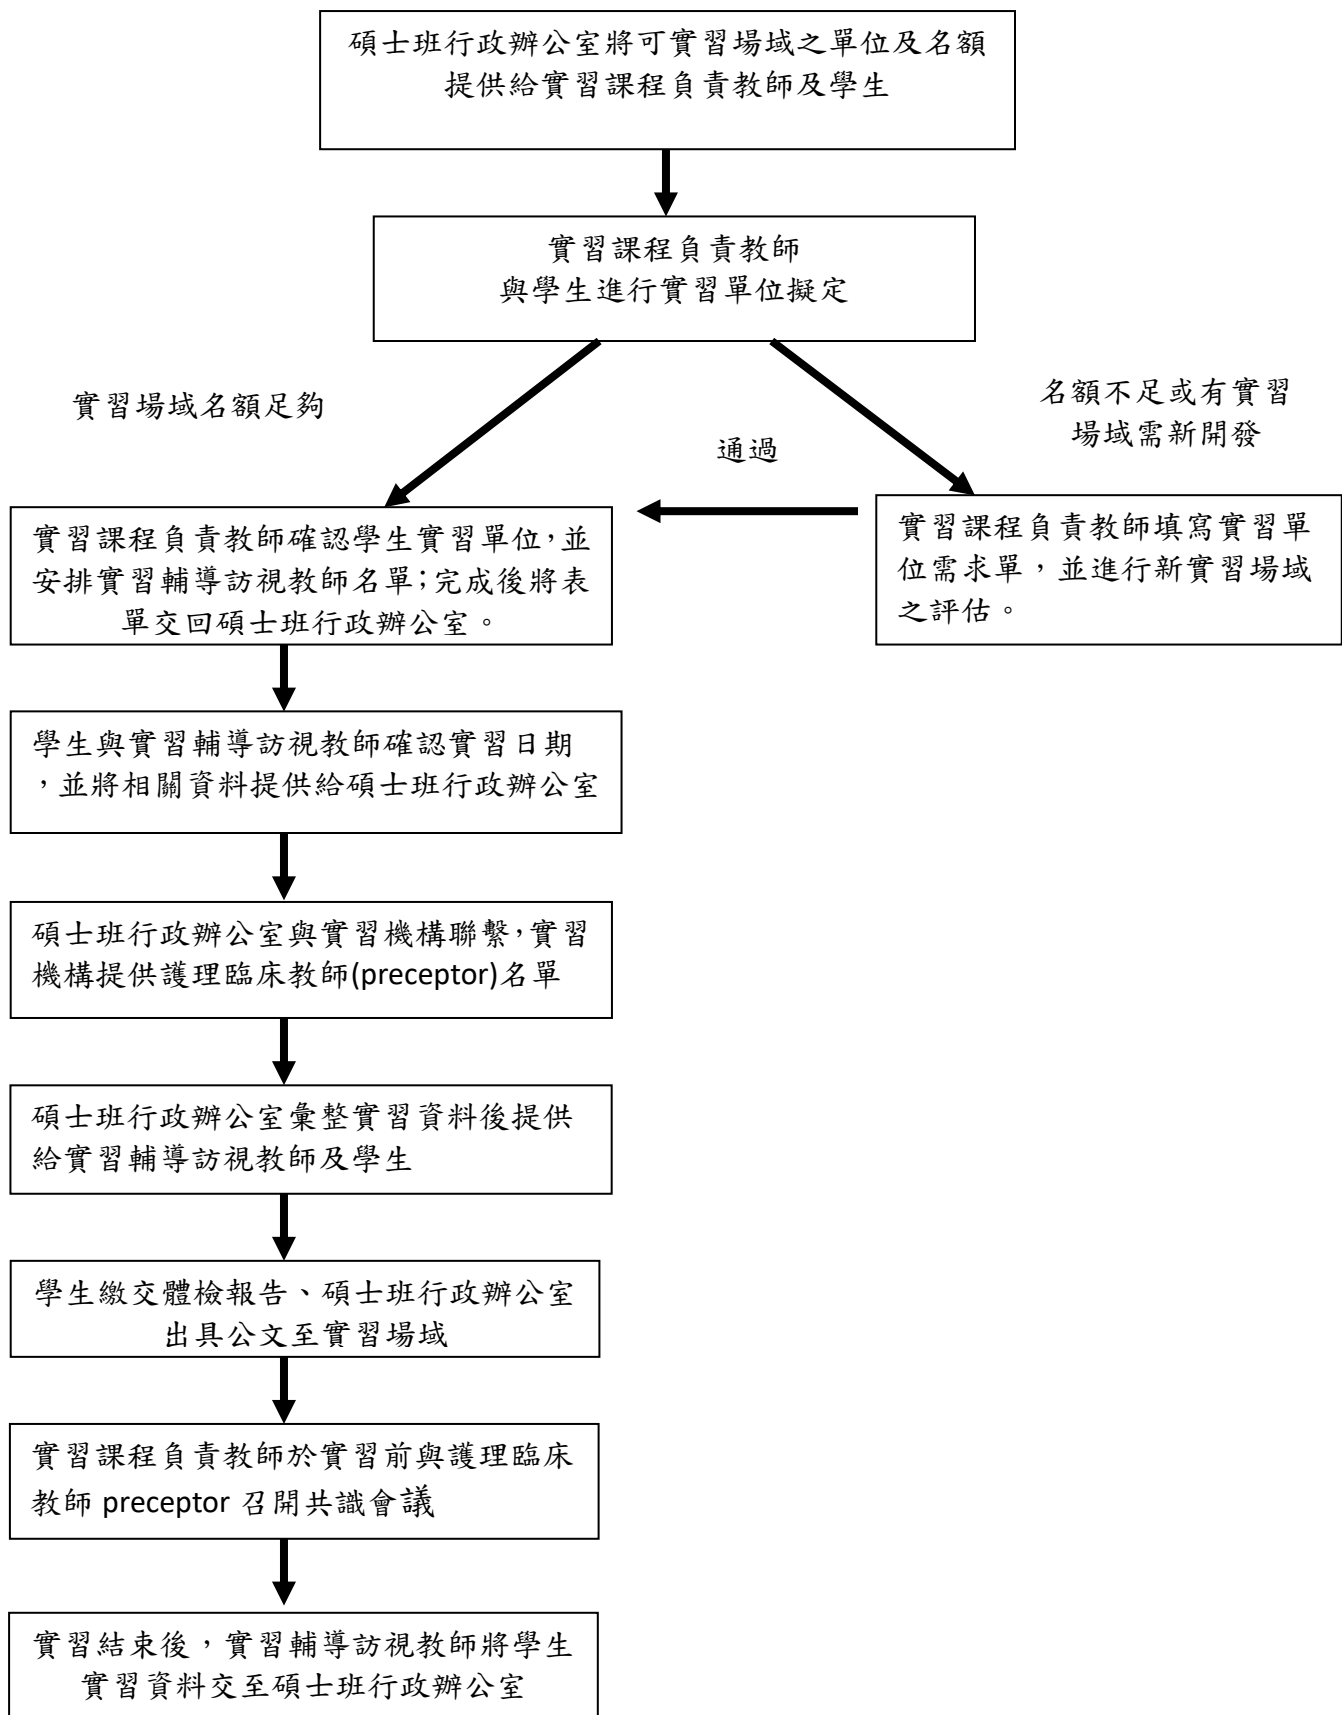 碩士班行政辦公室將可實習場域之單位及名額
提供給實習課程負責教師及學生
實習課程負責教師
與學生進行實習單位擬定
實習場域名額足夠
名額不足或有實習
場域需新開發
通過
實習課程負責教師確認學生實習單位,並
安排實習輔導訪視教師名單;完成後將表
單交回碩士班行政辦公室。
實習課程負責教師填寫實習單
位需求單,並進行新實習場域
之評估。
學生與實習輔導訪視教師確認實習日期
,並將相關資料提供給碩士班行政辦公室
碩士班行政辦公室與實習機構聯繫,實習
機構提供護理臨床教師(preceptor)名單
碩士班行政辦公室彙整實習資料後提供
給實習輔導訪視教師及學生
學生繳交體檢報告、碩士班行政辦公室
出具公文至實習場域
實習課程負責教師於實習前與護理臨床
教師 preceptor 召開共識會議
實習結束後,實習輔導訪視教師將學生
實習資料交至碩士班行政辦公室